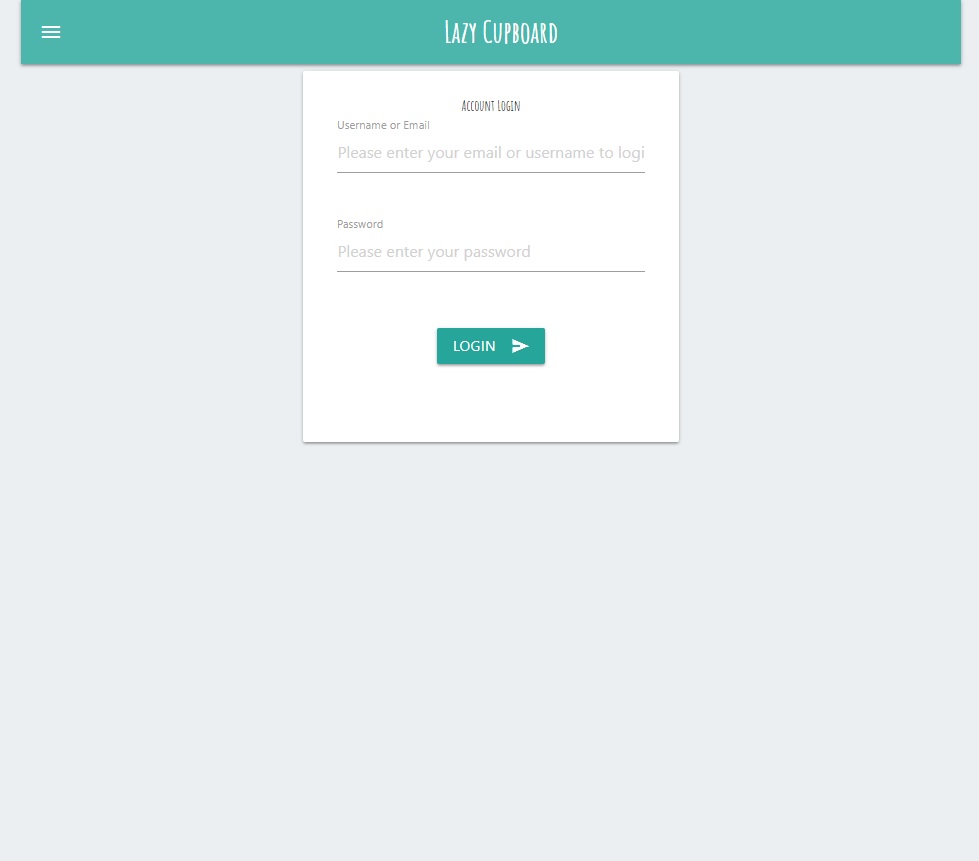 Lazy Cupboard
Account Login
Username or Email
Please enter your email or username to logi
Password
Please enter your password
LOGIN